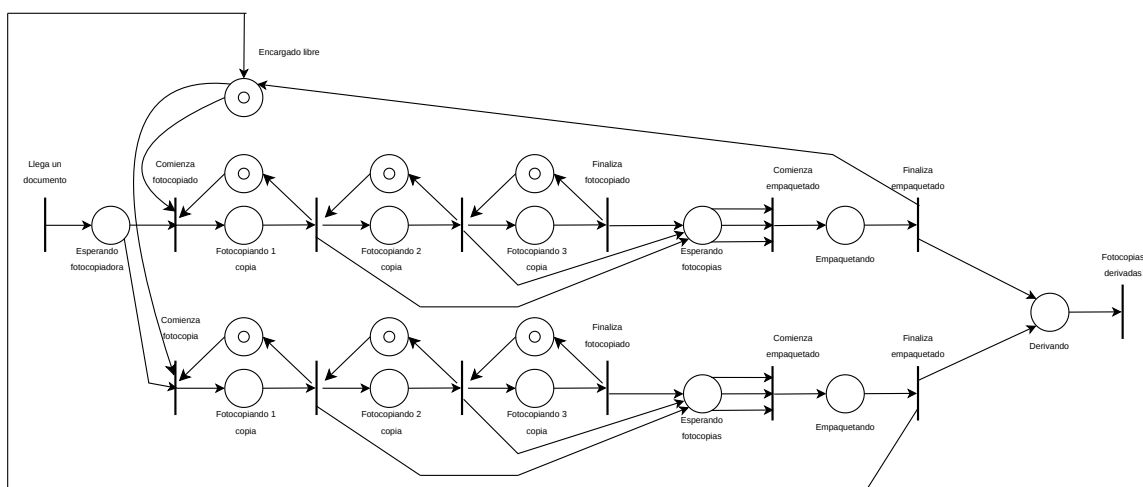 Encargado libre
Llega un
documento
Comienza
fotocopiado
Finaliza
fotocopiado
Comienza
empaquetado
Finaliza
empaquetado
Esperando
fotocopiadora
Fotocopiando 1
copia
Fotocopiando 2
copia
Fotocopiando 3
copia
Esperando
fotocopias
Empaquetando
Fotocopias
derivadas
Comienza
fotocopia
Finaliza
fotocopiado
Comienza
empaquetado
Finaliza
empaquetado
Derivando
Fotocopiando 1
copia
Fotocopiando 2
copia
Fotocopiando 3
copia
Esperando
fotocopias
Empaquetando